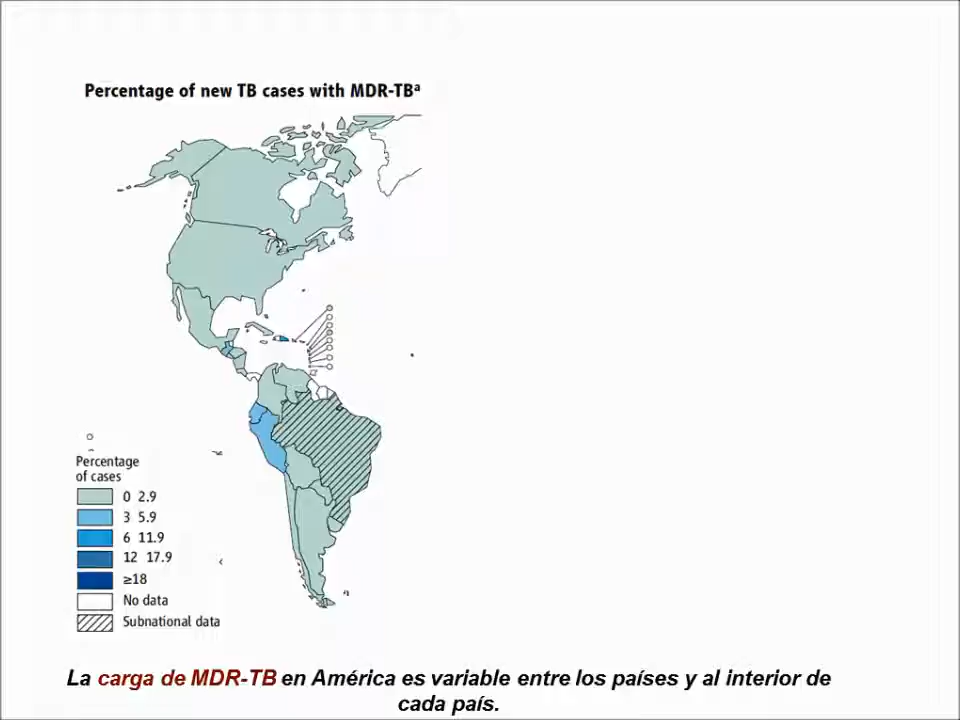 Percentage of new TB cases with MDR-TBᵃ
Percentage
of cases
0 2.9
3 5.9
6 11.9
12 17.9
≥18
No data
Subnational data
La carga de MDR-TB en América es variable entre los países y al interior de
cada país.